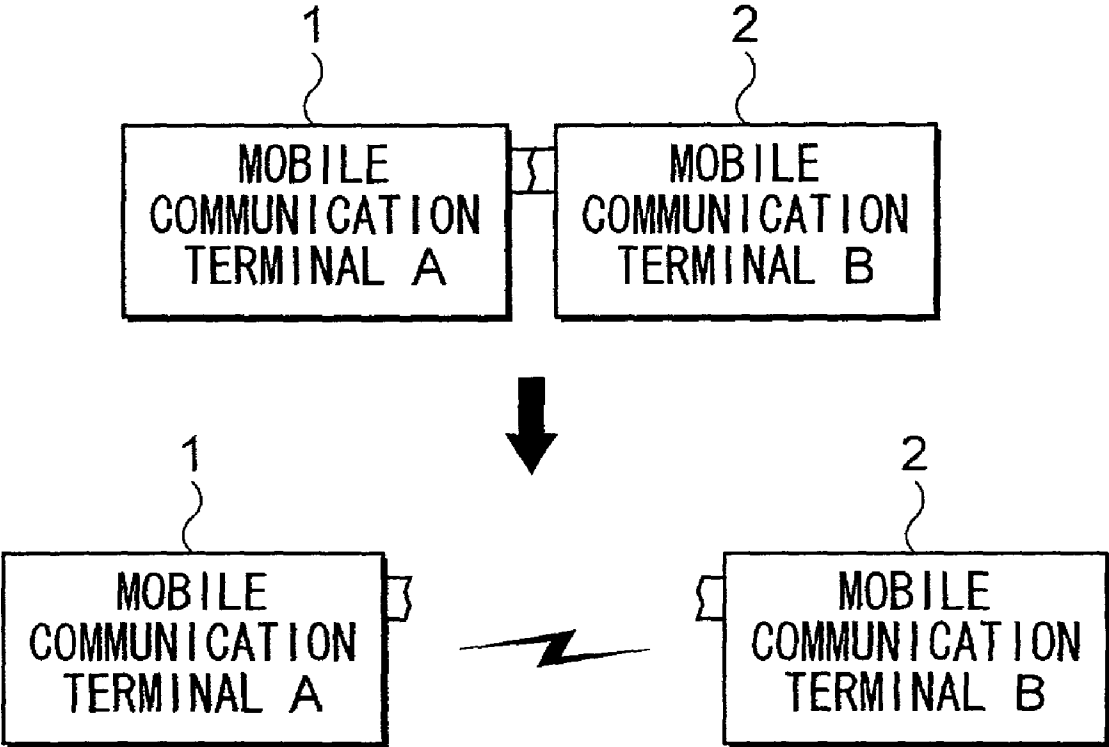 1
2
MOBILE
COMMUNICATION
TERMINAL A
MOBILE
COMMUNICATION
TERMINAL B
1
2
MOBILE
COMMUNICATION
TERMINAL A
MOBILE
COMMUNICATION
TERMINAL B